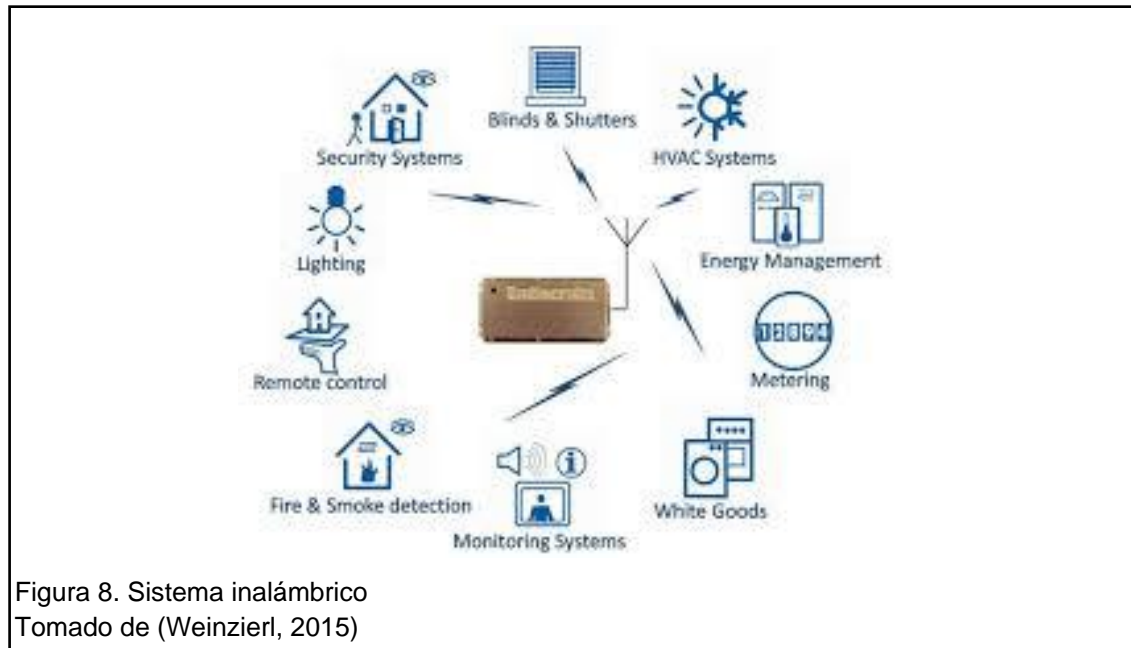 Blinds & Shutters
Security Systems
HVAC Systems
Lighting
Energy Management
Remote control
12894
Metering
Fire & Smoke detection
White Goods
Monitoring Systems
Figura 8. Sistema inalámbrico
Tomado de (Weinzierl, 2015)